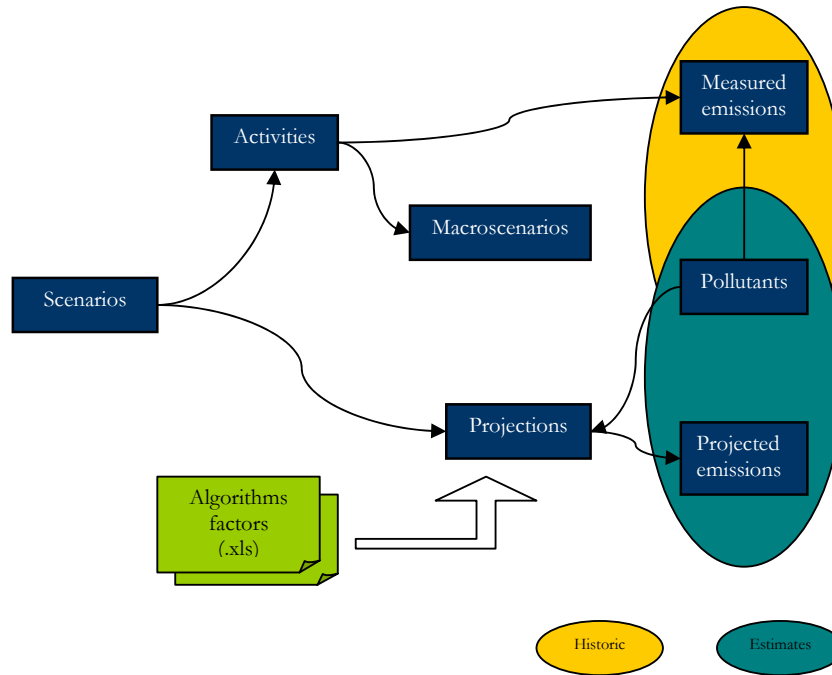 Measured
emissions
Activities
Macroscenarios
Pollutants
Scenarios
Projections
Projected
emissions
Algorithms
factors
(.xls)
Historic
Estimates